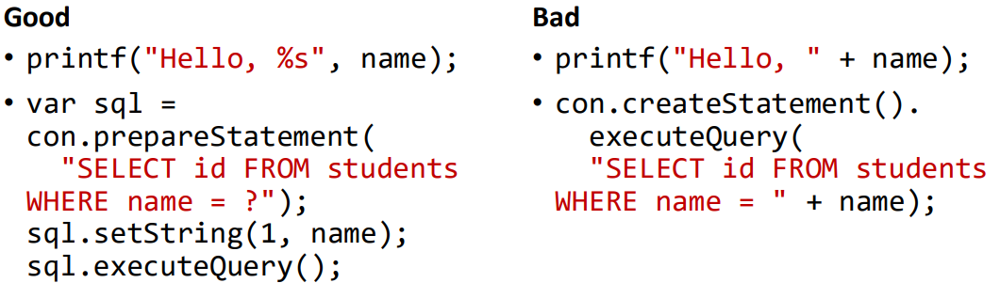 Good
• printf("Hello, %s", name);
• var sql =
con.prepareStatement(
"SELECT id FROM students
WHERE name = ?");
sql.setString(1, name);
sql.executeQuery();
Bad
• printf("Hello, " + name);
• con.createStatement().
executeQuery(
"SELECT id FROM students
WHERE name = " + name);